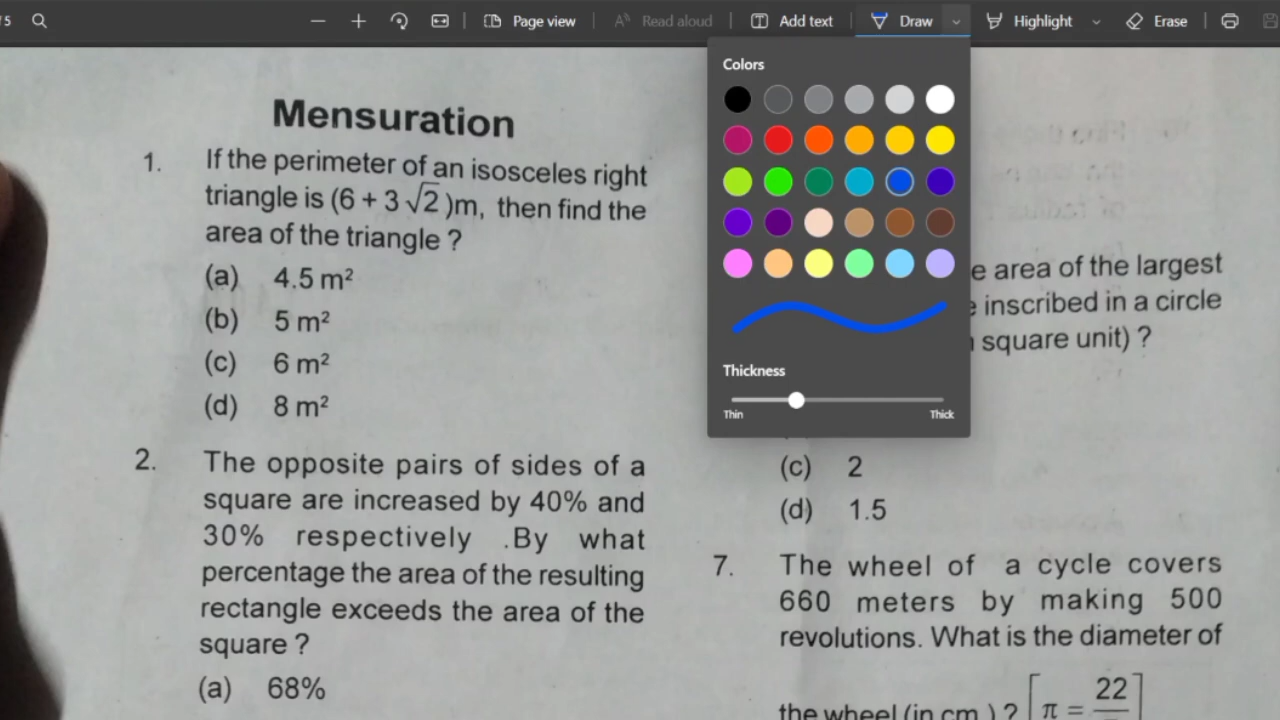 /5
Page view
Read aloud
Add text
Draw
Highlight
Erase
Colors
Thickness
Thin
Thick
Mensuration
1. If the perimeter of an isosceles right
triangle is (6 + 3 √2 )m, then find the
area of the triangle ?
(a) 4.5 m²
(b) 5 m²
(c) 6 m²
(d) 8 m²
2. The opposite pairs of sides of a
square are increased by 40% and
30% respectively .By what
percentage the area of the resulting
rectangle exceeds the area of the
square ?
(a) 68%
e area of the largest
inscribed in a circle
square unit) ?
(c) 2
(d) 1.5
7. The wheel of a cycle covers
660 meters by making 500
revolutions. What is the diameter of
the wheel (in cm ) ? [π = 22